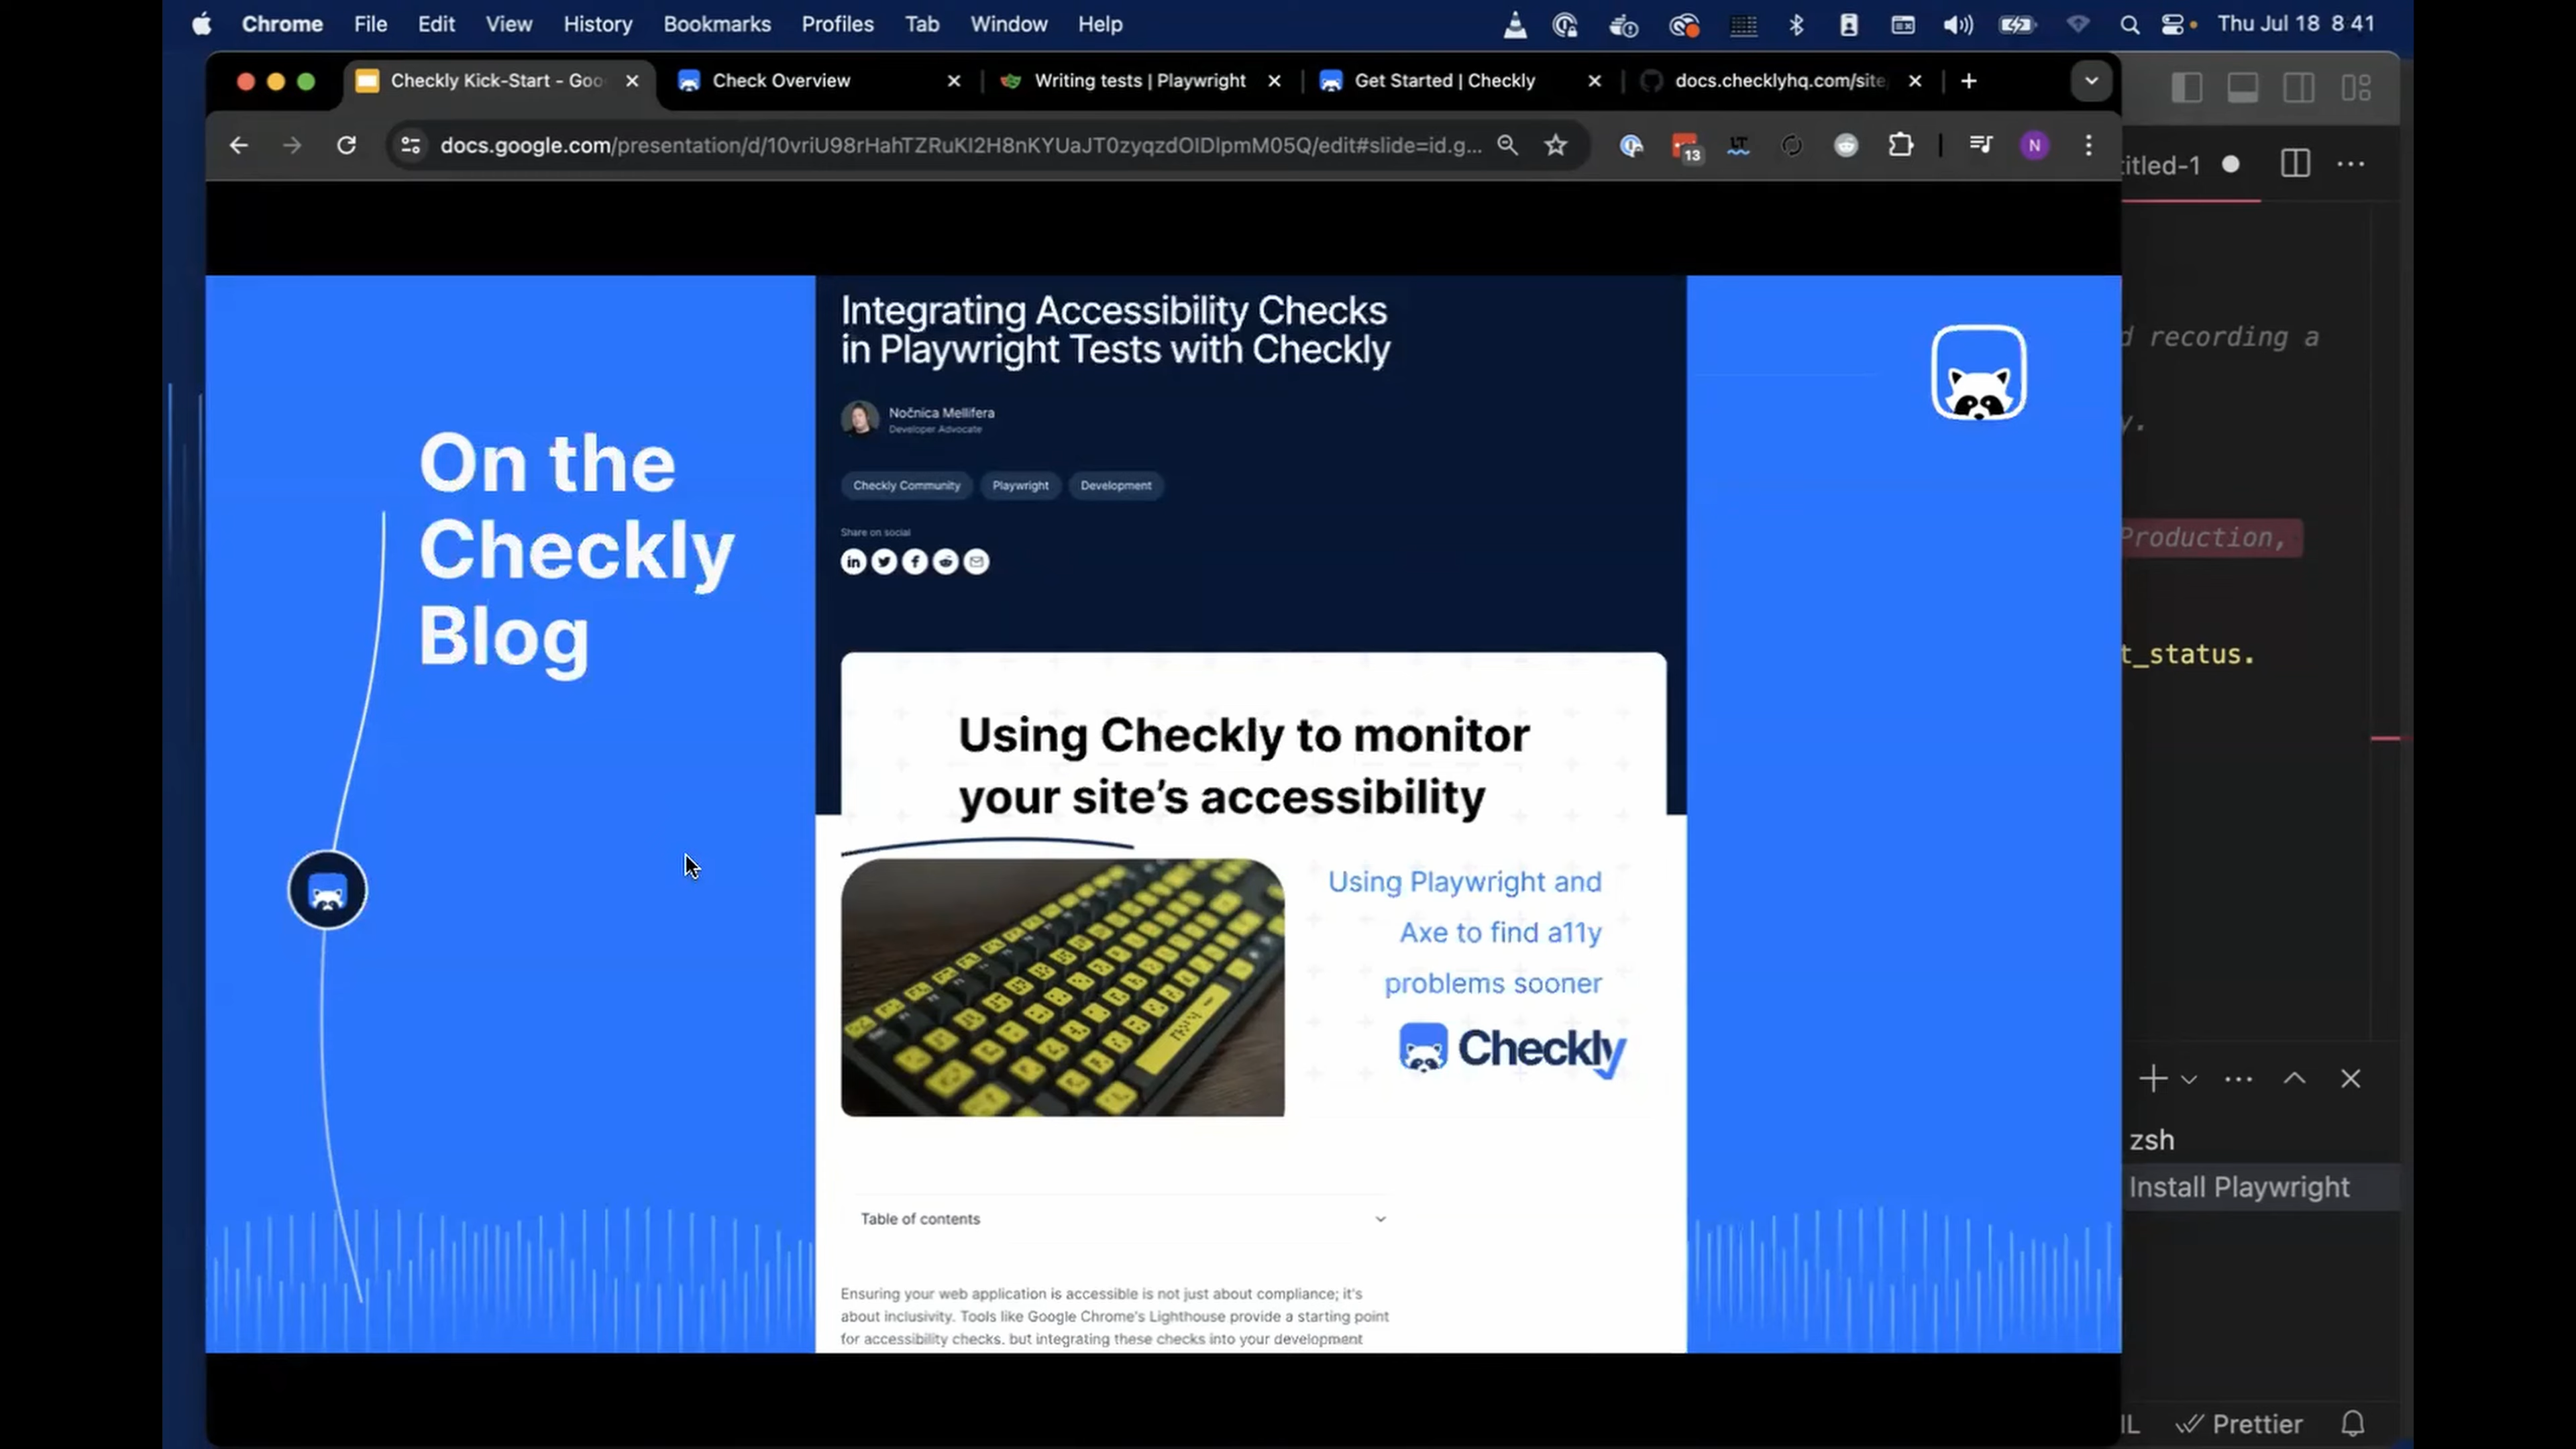 Chrome File Edit View History Bookmarks Profiles Tab Window Help
Thu Jul 18 8:41
Checkly Kick-Start - Goo
Check Overview
Writing tests | Playwright
Get Started | Checkly
docs.checklyhq.com/site
docs.google.com/presentation/d/10vriU98rHahTZRuKI2H8nKYUaJT0zyqzdOIDlpmM05Q/edit#slide=id.g...
LT
13
N
itled-1
d recording a
y.
Production,
t_status.
On the
Checkly
Blog
Integrating Accessibility Checks
in Playwright Tests with Checkly
Nočnica Mellifera
Developer Advocate
Checkly Community
Playwright
Development
Share on social
in
f
Using Checkly to monitor
your site’s accessibility
Using Playwright and
Axe to find a11y
problems sooner
Checkly
Table of contents
Ensuring your web application is accessible is not just about compliance; it's
about inclusivity. Tools like Google Chrome's Lighthouse provide a starting point
for accessibility checks, but integrating these checks into your development
zsh
Install Playwright
Prettier